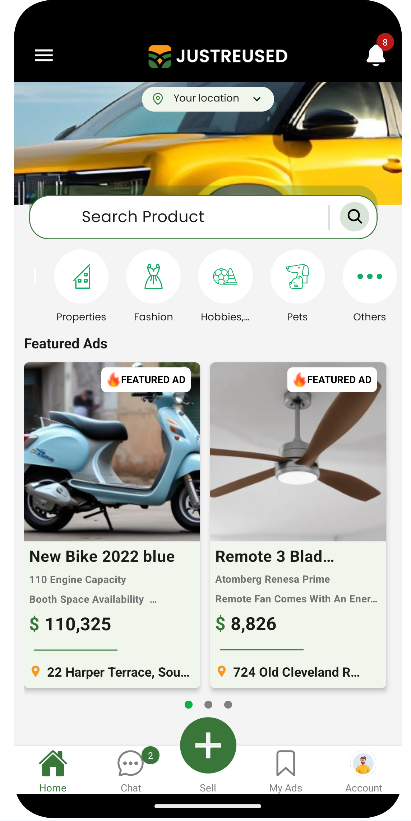 JUSTREUSED
8
Your location
Search Product
Properties
Fashion
Hobbies,...
Pets
Others
Featured Ads
FEATURED AD
FEATURED AD
New Bike 2022 blue
110 Engine Capacity
Booth Space Availability ...
$ 110,325
22 Harper Terrace, Sou...
Remote 3 Blad...
Atomberg Renesa Prime
Remote Fan Comes With An Ener...
$ 8,826
724 Old Cleveland R...
2
Home
Chat
Sell
My Ads
Account